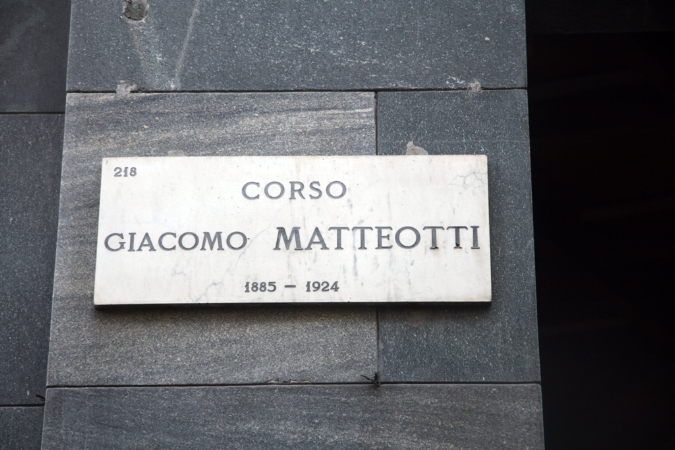 218
CORSO
GIACOMO MATTEOTTI
1885 – 1924